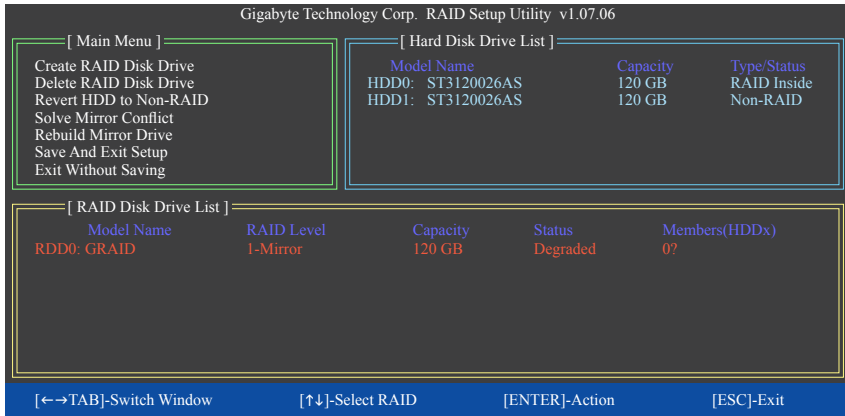 Gigabyte Technology Corp. RAID Setup Utility v1.07.06
[ Main Menu ]
Create RAID Disk Drive
Delete RAID Disk Drive
Revert HDD to Non-RAID
Solve Mirror Conflict
Rebuild Mirror Drive
Save And Exit Setup
Exit Without Saving
[ Hard Disk Drive List ]
Model Name Capacity Type/Status
HDD0: ST3120026AS 120 GB RAID Inside
HDD1: ST3120026AS 120 GB Non-RAID
[ RAID Disk Drive List ]
Model Name RAID Level Capacity Status Members(HDDx)
RDD0: GRAID 1-Mirror 120 GB Degraded 0?
[←→TAB]-Switch Window [↑↓]-Select RAID [ENTER]-Action [ESC]-Exit